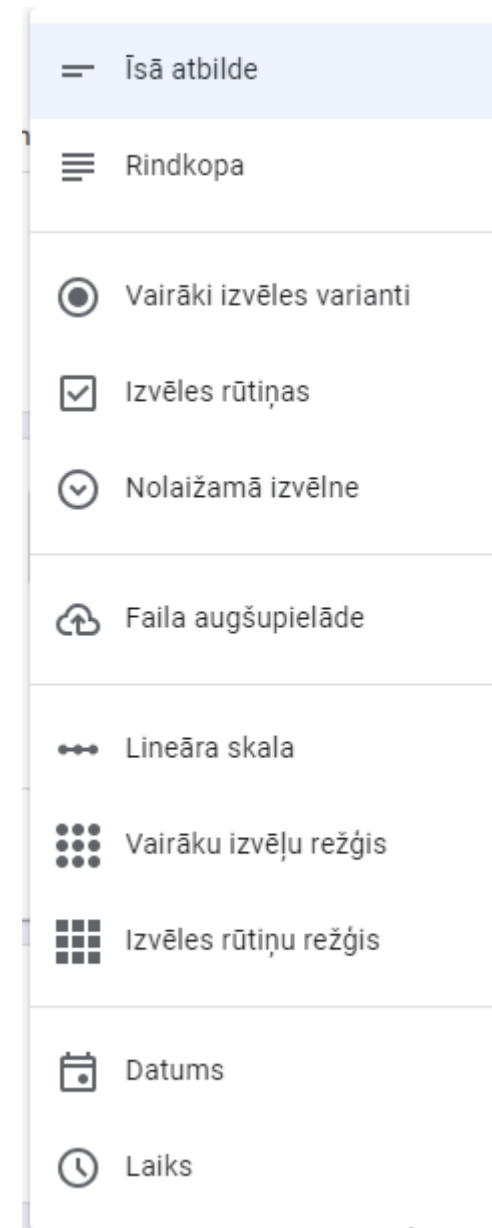 Īsā atbilde
Rindkopa
Vairāki izvēles varianti
Izvēles rūtiņas
Nolaižamā izvēlne
Faila augšupielāde
Lineāra skala
Vairāku izvēļu režģis
Izvēles rūtiņu režģis
Datums
Laiks